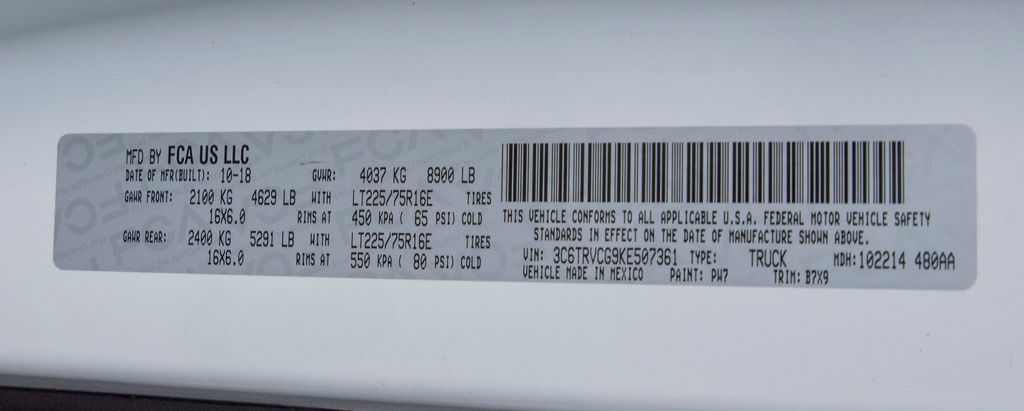 MFD BY FCA US LLC
DATE OF MFR(BUILT): 10-18 GVWR: 4037 KG 8900 LB
GAWR FRONT: 2100 KG 4629 LB WITH LT225/75R16E TIRES
16X6.0 RIMS AT 450 KPA ( 65 PSI) COLD
GAWR REAR: 2400 KG 5291 LB WITH LT225/75R16E TIRES
16X6.0 RIMS AT 550 KPA ( 80 PSI) COLD
THIS VEHICLE CONFORMS TO ALL APPLICABLE U.S.A. FEDERAL MOTOR VEHICLE SAFETY
STANDARDS IN EFFECT ON THE DATE OF MANUFACTURE SHOWN ABOVE.
VIN: 3C6TRVCG9KE507361 TYPE: TRUCK MDH:102214 480AA
VEHICLE MADE IN MEXICO PAINT: PW7 TRIM: B7X9